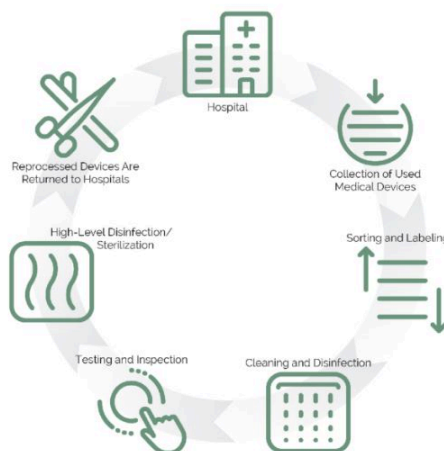 Hospital
Collection of Used
Medical Devices
Sorting and Labeling
Cleaning and Disinfection
Testing and Inspection
High-Level Disinfection/
Sterilization
Reprocessed Devices Are
Returned to Hospitals